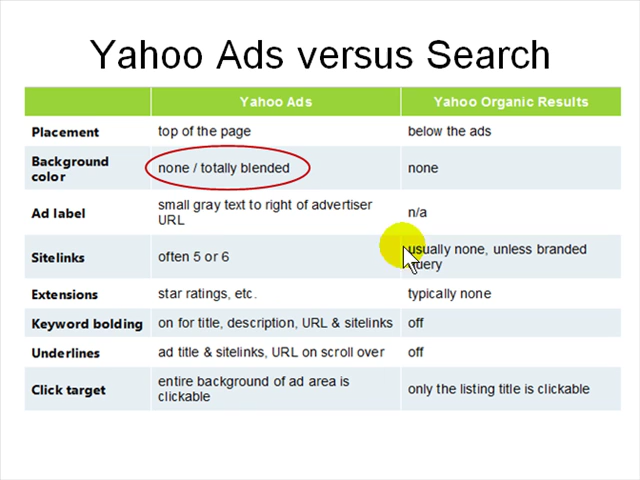 Yahoo Ads versus Search
Yahoo Ads Yahoo Organic Results
Placement top of the page below the ads
Background color none / totally blended none
Ad label small gray text to right of advertiser URL n/a
Sitelinks often 5 or 6 usually none, unless branded query
Extensions star ratings, etc. typically none
Keyword bolding on for title, description, URL & sitelinks off
Underlines ad title & sitelinks, URL on scroll over off
Click target entire background of ad area is clickable only the listing title is clickable